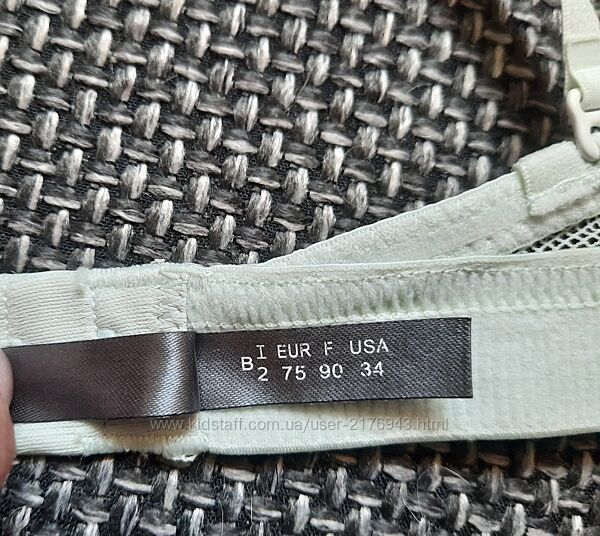 B I EUR F USA
2 75 90 34
www.kidstaff.com.ua/user-2176943.html